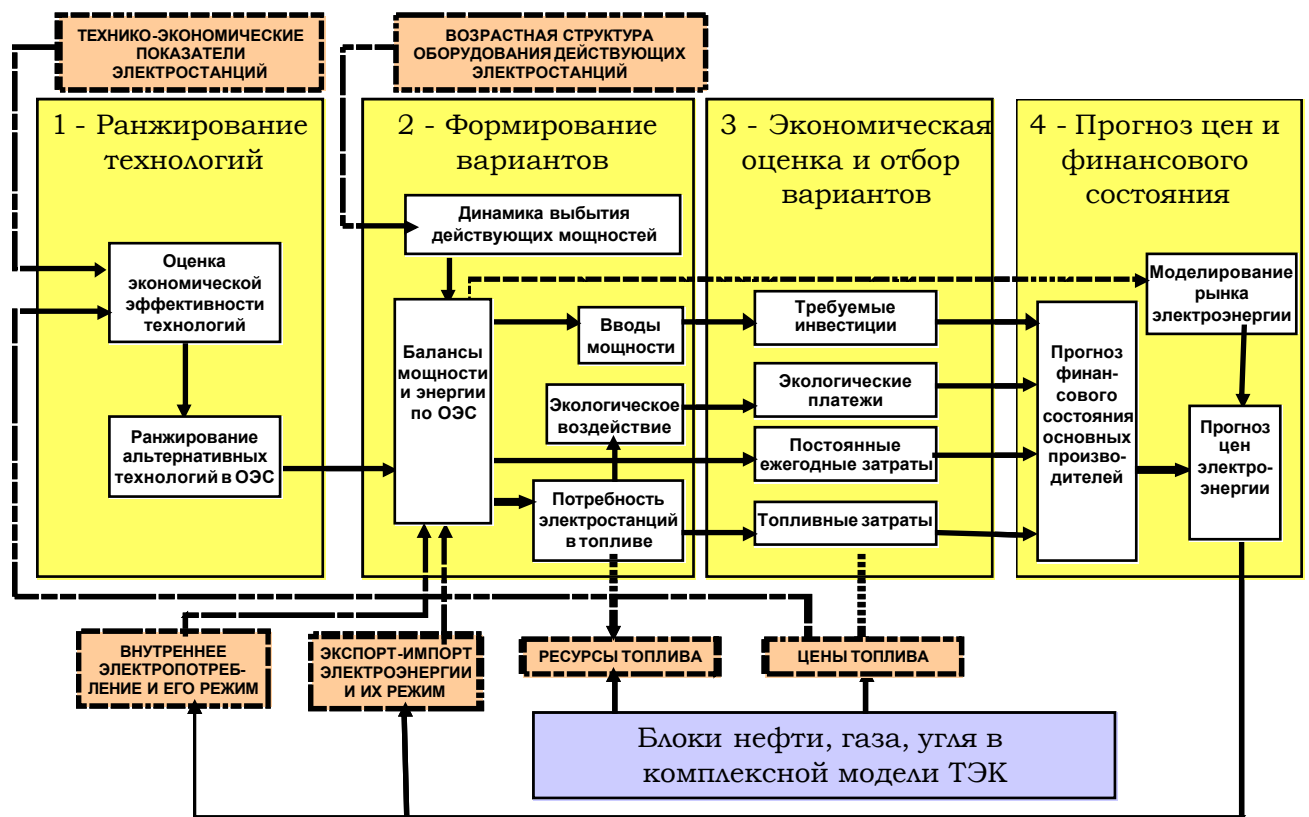 ТЕХНИКО-ЭКОНОМИЧЕСКИЕ
ПОКАЗАТЕЛИ
ЭЛЕКТРОСТАНЦИЙ
ВОЗРАСТНАЯ СТРУКТУРА
ОБОРУДОВАНИЯ ДЕЙСТВУЮЩИХ
ЭЛЕКТРОСТАНЦИЙ
1 - Ранжирование
технологий
Оценка
экономической
эффективности
технологий
Ранжирование
альтернативных
технологий в ОЭС
2 - Формирование
вариантов
Динамика выбытия
действующих мощностей
Балансы
мощности
и энергии
по ОЭС
Вводы
мощности
Экологическое
воздействие
Потребность
электростанций
в топливе
3 - Экономическая
оценка и отбор
вариантов
Требуемые
инвестиции
Экологические
платежи
Постоянные
ежегодные затраты
Топливные затраты
4 - Прогноз цен и
финансового
состояния
Моделирование
рынка
электроэнергии
Прогноз
финан-
сового
состояния
основных
произво-
дителей
Прогноз
цен
электро-
энергии
ВНУТРЕННЕЕ
ЭЛЕКТРОПОТРЕБ-
ЛЕНИЕ И ЕГО РЕЖИМ
ЭКСПОРТ-ИМПОРТ
ЭЛЕКТРОЭНЕРГИИ
И ИХ РЕЖИМ
РЕСУРСЫ ТОПЛИВА
ЦЕНЫ ТОПЛИВА
Блоки нефти, газа, угля в
комплексной модели ТЭК